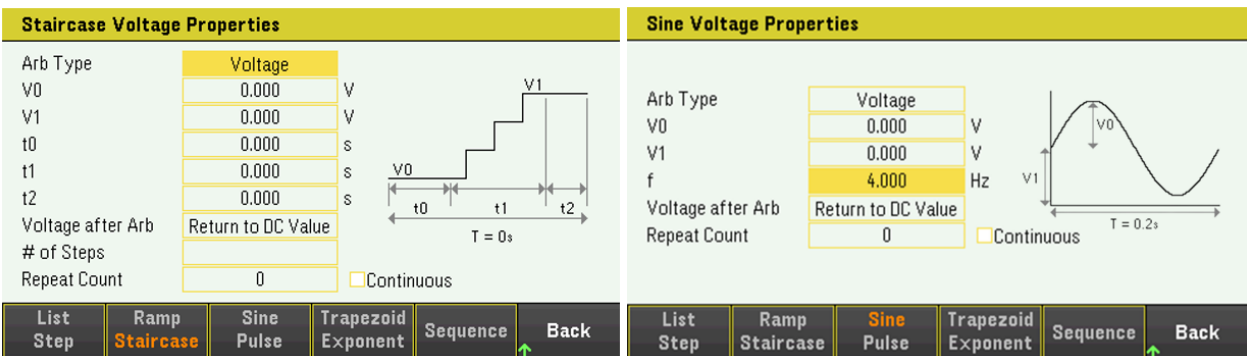 Staircase Voltage Properties
Arb Type Voltage
V0 0.000 V
V1 0.000 V
t0 0.000 s
t1 0.000 s
t2 0.000 s
Voltage after Arb Return to DC Value
# of Steps
Repeat Count 0 Continuous
V1
V0
t0 t1 t2
T = 0s
List Step
Ramp Staircase
Sine Pulse
Trapezoid Exponent
Sequence
Back
Sine Voltage Properties
Arb Type Voltage
V0 0.000 V
V1 0.000 V
f 4.000 Hz
Voltage after Arb Return to DC Value
Repeat Count 0 Continuous
V0
V1
T = 0.2s
List Step
Ramp Staircase
Sine Pulse
Trapezoid Exponent
Sequence
Back